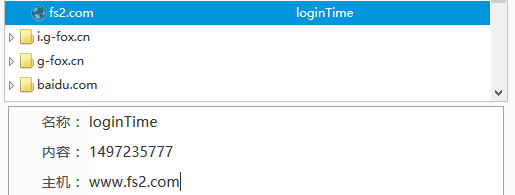 fs2.com loginTime
i.g-fox.cn
g-fox.cn
baidu.com
名称： loginTime
内容： 1497235777
主机： www.fs2.com